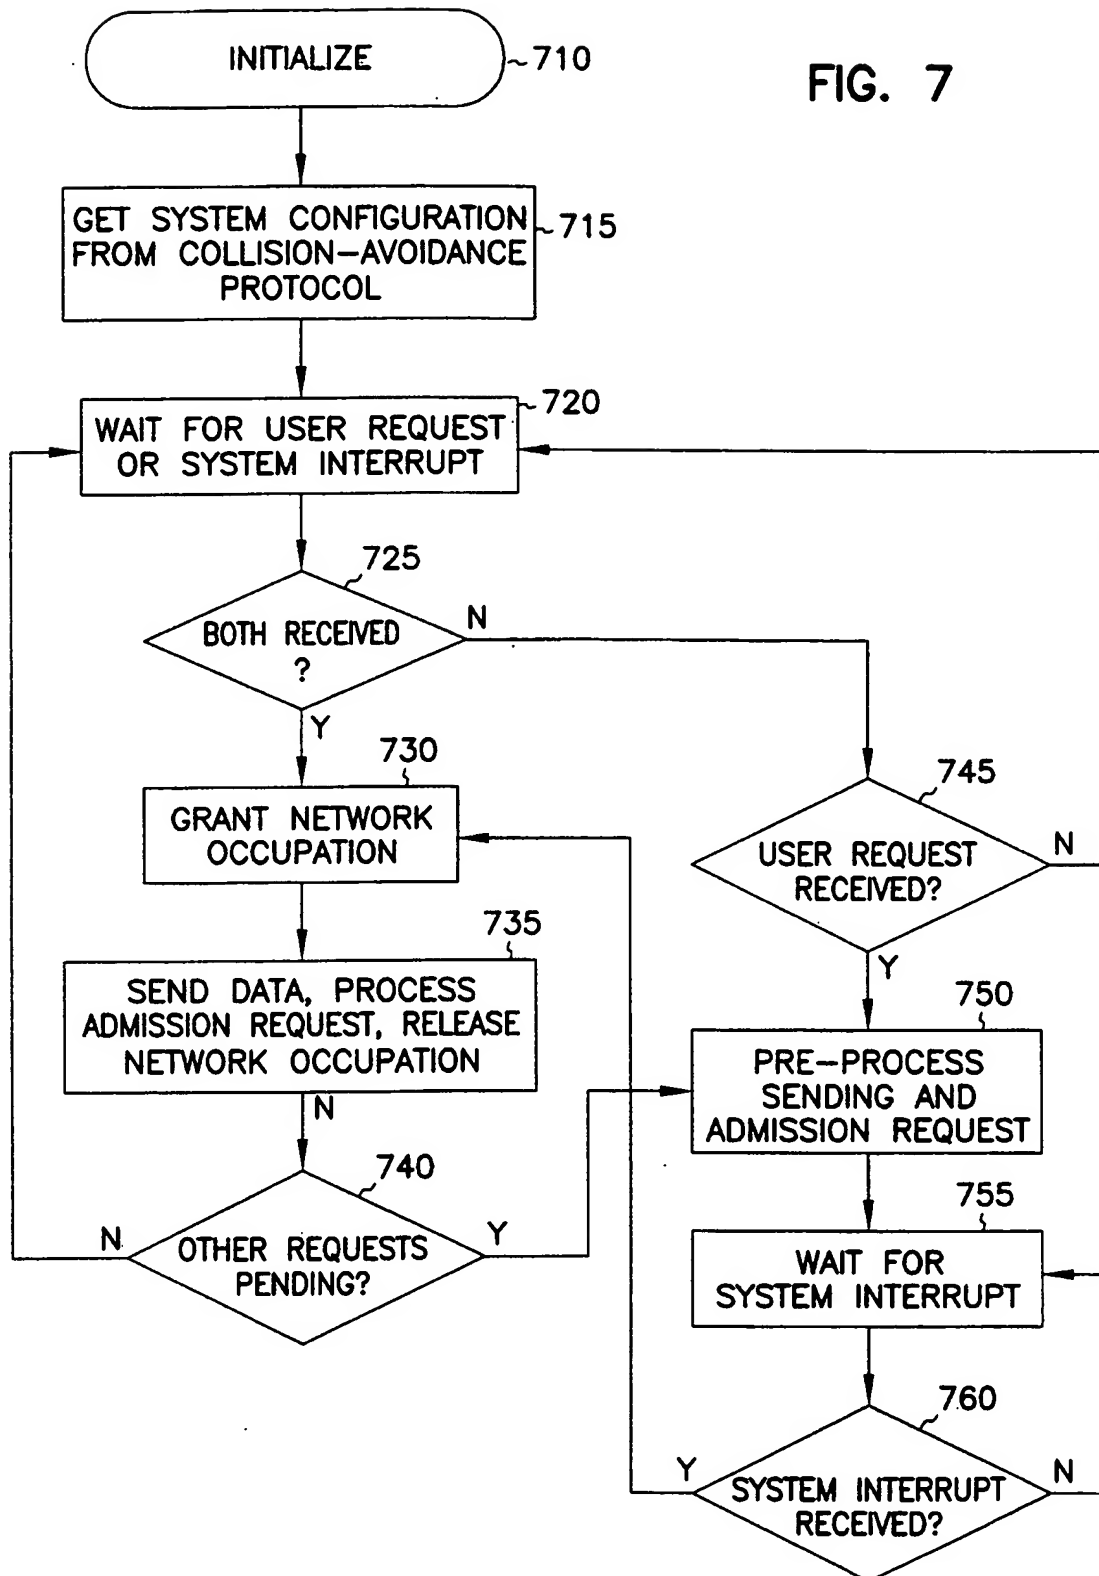 INITIALIZE
710
FIG. 7
GET SYSTEM CONFIGURATION
FROM COLLISION-AVOIDANCE
PROTOCOL
715
720
WAIT FOR USER REQUEST
OR SYSTEM INTERRUPT
725
BOTH RECEIVED
?
N
Y
730
GRANT NETWORK
OCCUPATION
745
USER REQUEST
RECEIVED?
N
Y
735
SEND DATA, PROCESS
ADMISSION REQUEST, RELEASE
NETWORK OCCUPATION
N
750
PRE-PROCESS
SENDING AND
ADMISSION REQUEST
740
OTHER REQUESTS
PENDING?
N
Y
755
WAIT FOR
SYSTEM INTERRUPT
760
SYSTEM INTERRUPT
RECEIVED?
Y
N